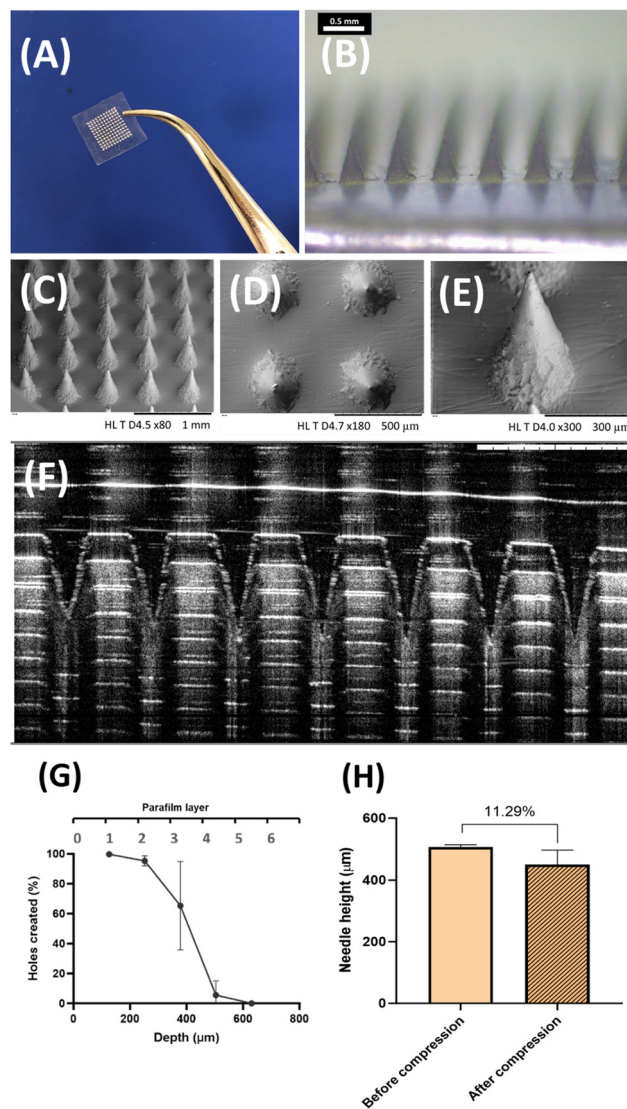 0.5 mm
(A)
(B)
(C)
(D)
(E)
HL T D4.5 x80 1 mm
HL T D4.7 x180 500 µm
HL T D4.0 x300 300 µm
(F)
(G)
Parafilm layer
0 1 2 3 4 5 6
100
80
60
40
20
0
Holes created (%)
0 200 400 600 800
Depth (µm)
(H)
11.29%
600
400
200
0
Needle height (µm)
Before compression
After compression